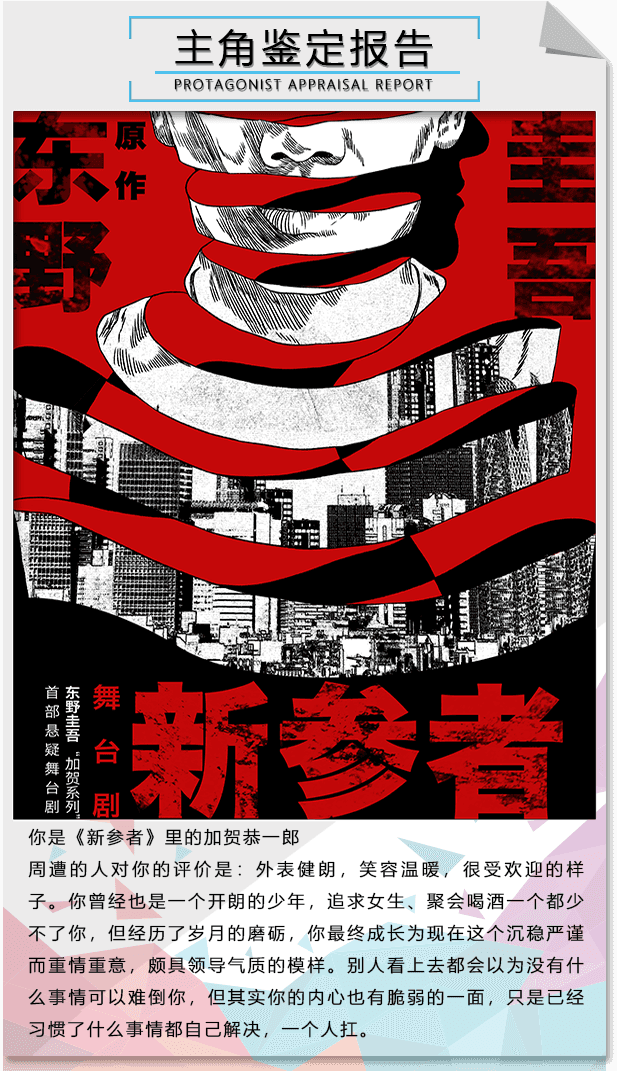 主角鉴定报告
PROTAGONIST APPRAISAL REPORT
东野
圭吾
原作
首部悬疑舞台剧
东野圭吾“加贺系列”
舞台剧
新参者
你是《新参者》里的加贺恭一郎
周遭的人对你的评价是：外表健朗，笑容温暖，很受欢迎的样
子。你曾经也是一个开朗的少年，追求女生、聚会喝酒一个都少
不了你，但经历了岁月的磨砺，你最终成长为现在这个沉稳严谨
而重情重意，颇具领导气质的模样。别人看上去都会以为没有什
么事情可以难倒你，但其实你的内心也有脆弱的一面，只是已经
习惯了什么事情都自己解决，一个人扛。